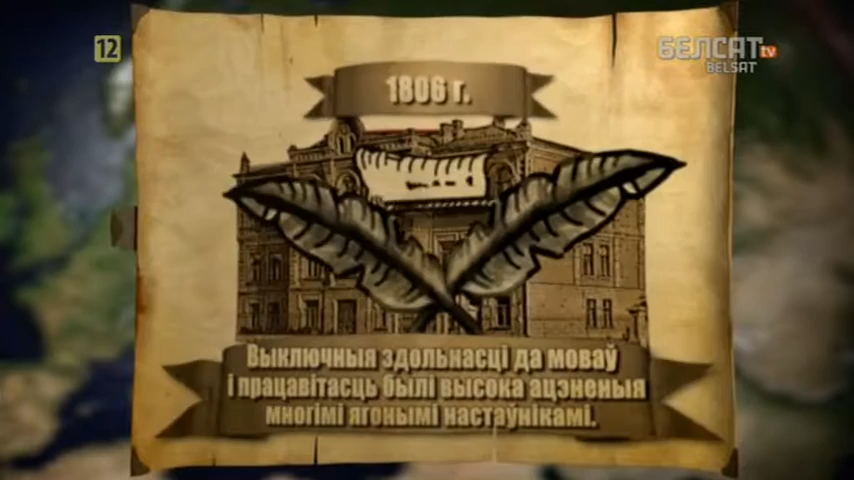 12
БЕЛСАТ tv
BELSAT
1806 г.
Выключныя здольнасці да моваў
і працавітасць былі высока ацэненыя
многімі ягонымі настаўнікамі.